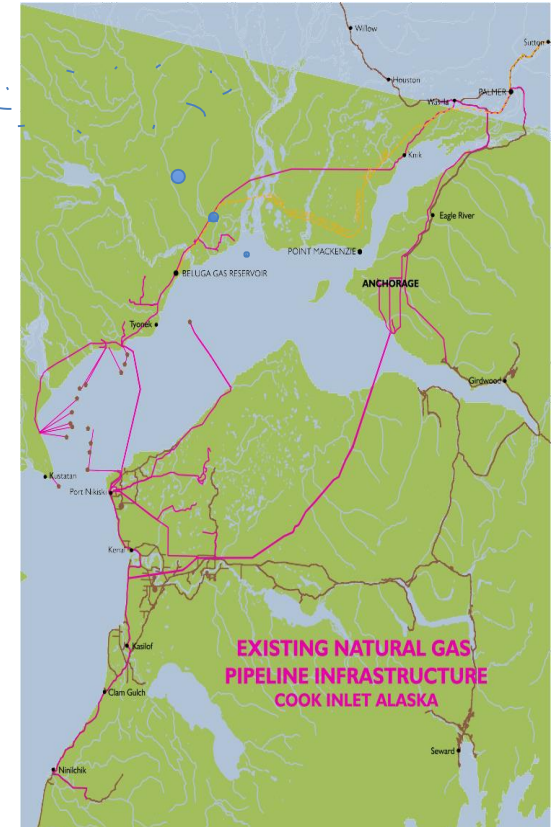 Willow
Sutton
Houston
PALMER
Wasilla
Knik
Eagle River
POINT MACKENZIE
BELUGA GAS RESERVOIR
ANCHORAGE
Tyonek
Girdwood
Kustatan
Port Nikiski
Kenai
EXISTING NATURAL GAS
PIPELINE INFRASTRUCTURE
COOK INLET ALASKA
Kasilof
Clam Gulch
Seward
Ninilchik